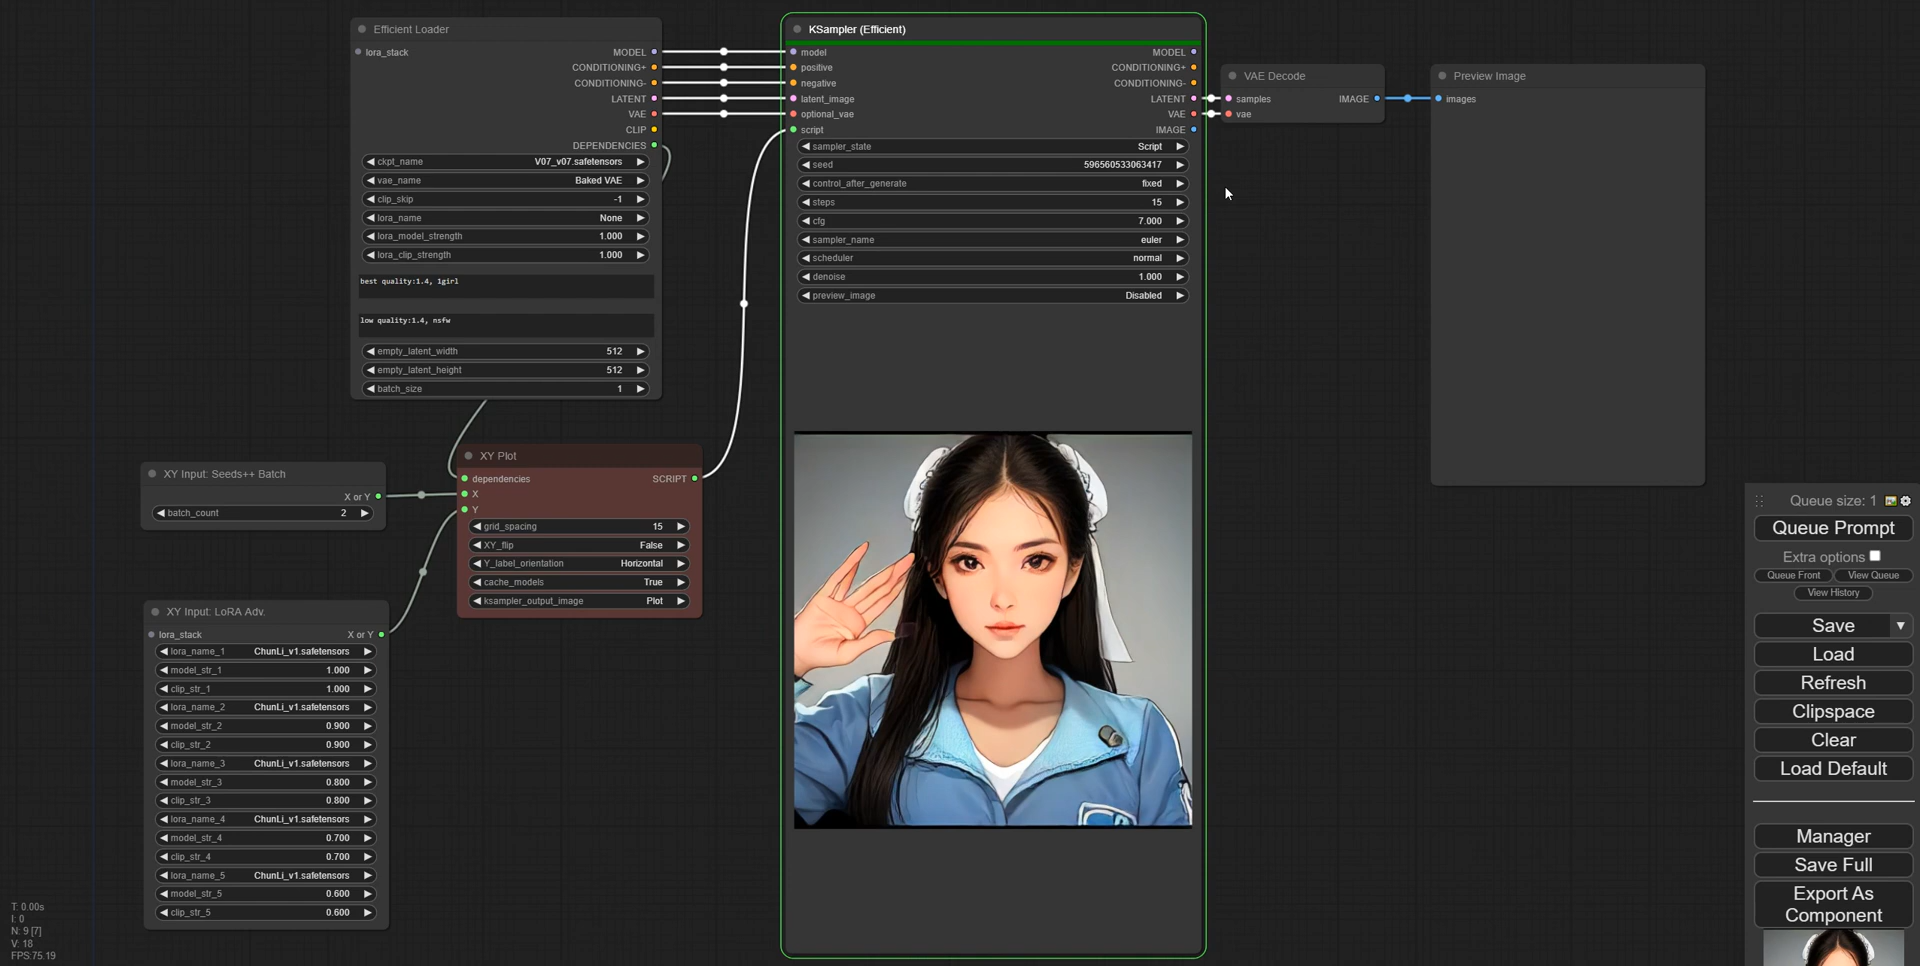 Efficient Loader
lora_stack
MODEL
CONDITIONING+
CONDITIONING-
LATENT
VAE
CLIP
DEPENDENCIES
ckpt_name V07_v07.safetensors
vae_name Baked VAE
clip_skip -1
lora_name None
lora_model_strength 1.000
lora_clip_strength 1.000
best quality:1.4, 1girl
low quality:1.4, nsfw
empty_latent_width 512
empty_latent_height 512
batch_size 1
XY Input: Seeds++ Batch
X or Y
batch_count 2
XY Plot
dependencies SCRIPT
X
Y
grid_spacing 15
XY_flip False
Y_label_orientation Horizontal
cache_models True
ksampler_output_image Plot
XY Input: LoRA Adv.
lora_stack X or Y
lora_name_1 ChunLi_v1.safetensors
model_str_1 1.000
clip_str_1 1.000
lora_name_2 ChunLi_v1.safetensors
model_str_2 0.900
clip_str_2 0.900
lora_name_3 ChunLi_v1.safetensors
model_str_3 0.800
clip_str_3 0.800
lora_name_4 ChunLi_v1.safetensors
model_str_4 0.700
clip_str_4 0.700
lora_name_5 ChunLi_v1.safetensors
model_str_5 0.600
clip_str_5 0.600
T: 0.00s
I: 0
N: 9 [7]
V: 18
FPS:75.19
KSampler (Efficient)
model MODEL
positive CONDITIONING+
negative CONDITIONING-
latent_image LATENT
optional_vae VAE
script IMAGE
sampler_state Script
seed 596560533063417
control_after_generate fixed
steps 15
cfg 7.000
sampler_name euler
scheduler normal
denoise 1.000
preview_image Disabled
VAE Decode
samples IMAGE
vae
Preview Image
images
Queue size: 1
Queue Prompt
Extra options
Queue Front View Queue
View History
Save
Load
Refresh
Clipspace
Clear
Load Default
Manager
Save Full
Export As
Component